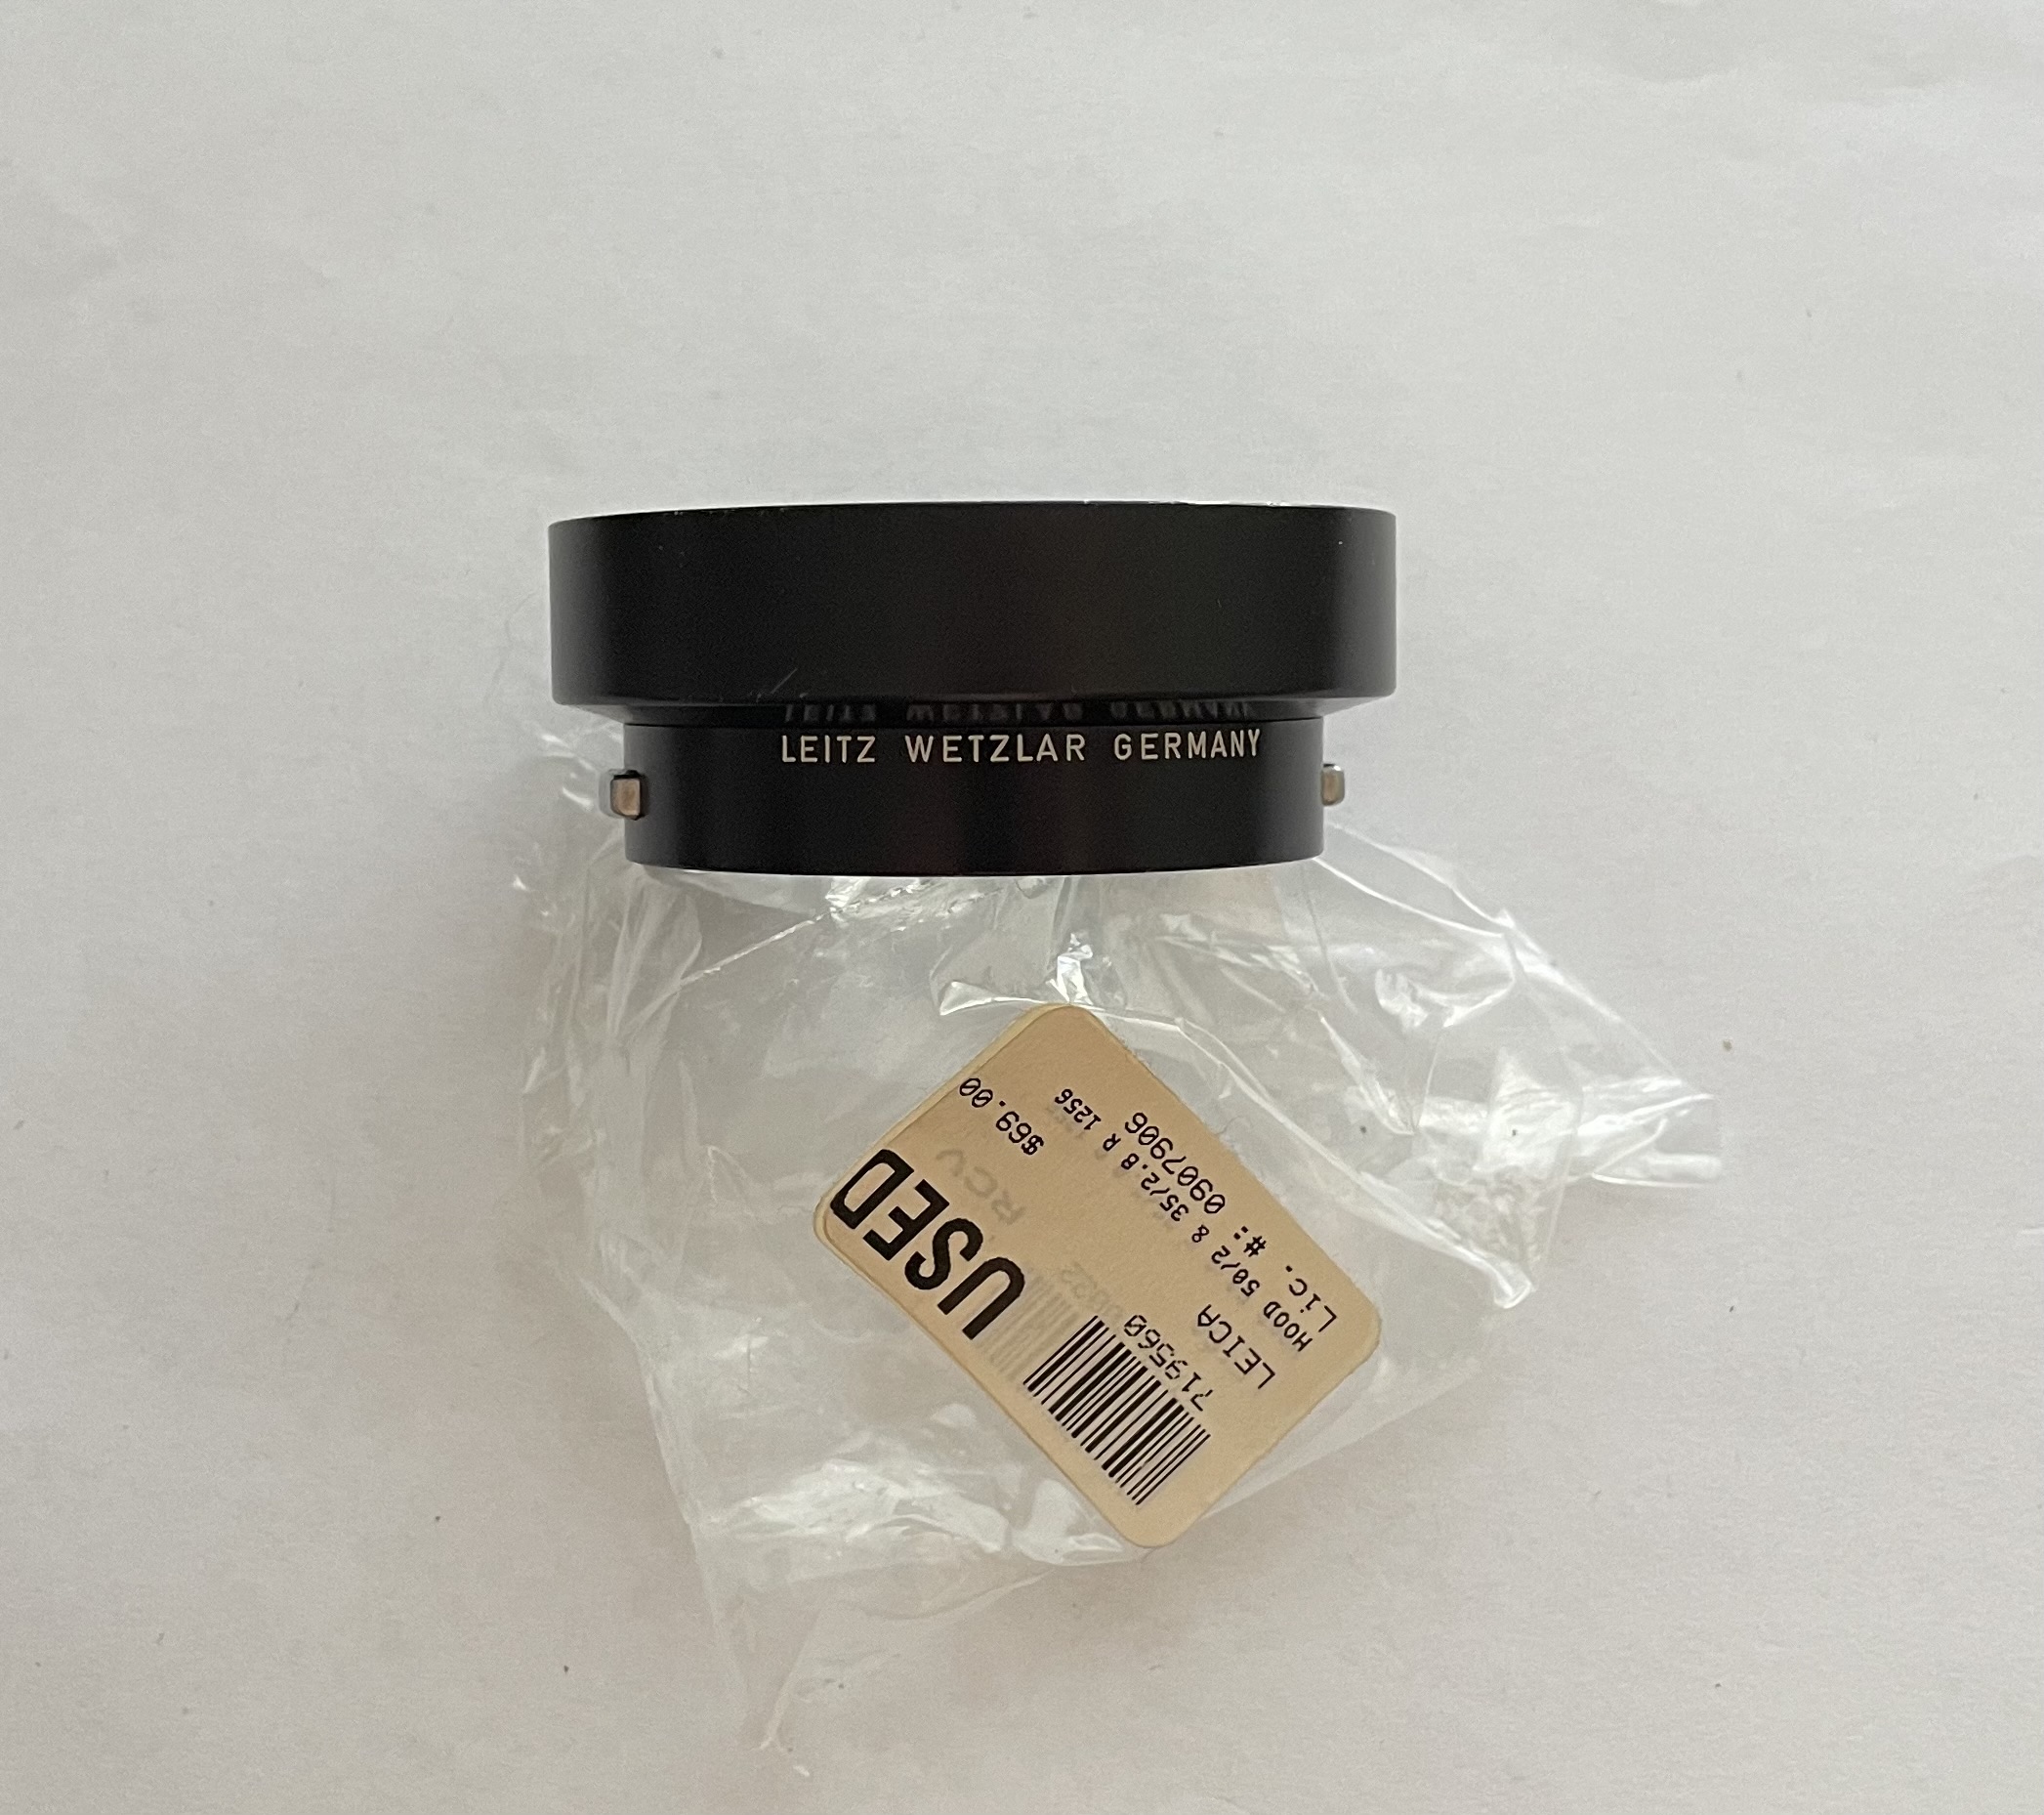 LEITZ WETZLAR GERMANY
719560
LEICA
HOOD 50/2 & 35/2.8 R 1256
Lic. #: 0907906
$69.00
USED
RCV